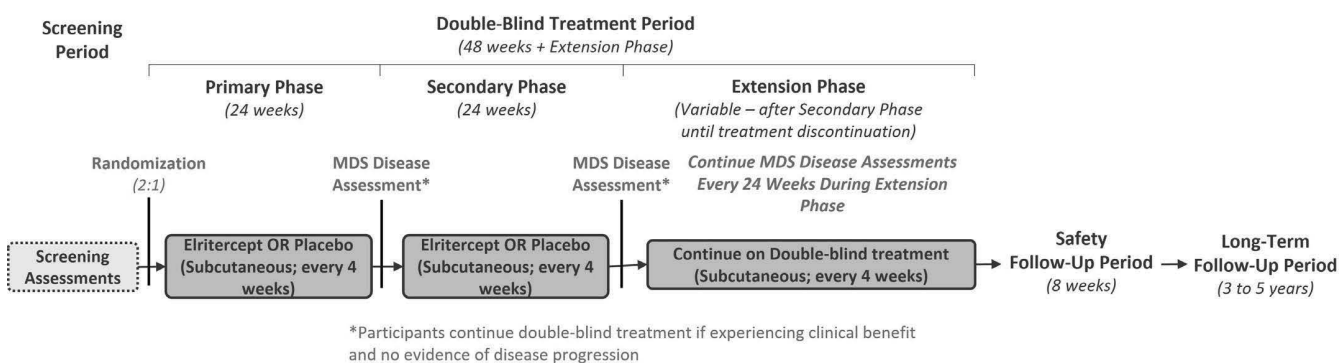 Screening
Period
Double-Blind Treatment Period
(48 weeks + Extension Phase)
Primary Phase
(24 weeks)
Secondary Phase
(24 weeks)
Extension Phase
(Variable – after Secondary Phase
until treatment discontinuation)
Randomization
(2:1)
MDS Disease
Assessment*
MDS Disease
Assessment*
Continue MDS Disease Assessments
Every 24 Weeks During Extension
Phase
Screening
Assessments
Elritercept OR Placebo
(Subcutaneous; every 4
weeks)
Elritercept OR Placebo
(Subcutaneous; every 4
weeks)
Continue on Double-blind treatment
(Subcutaneous; every 4 weeks)
Safety
Follow-Up Period
(8 weeks)
Long-Term
Follow-Up Period
(3 to 5 years)
*Participants continue double-blind treatment if experiencing clinical benefit
and no evidence of disease progression